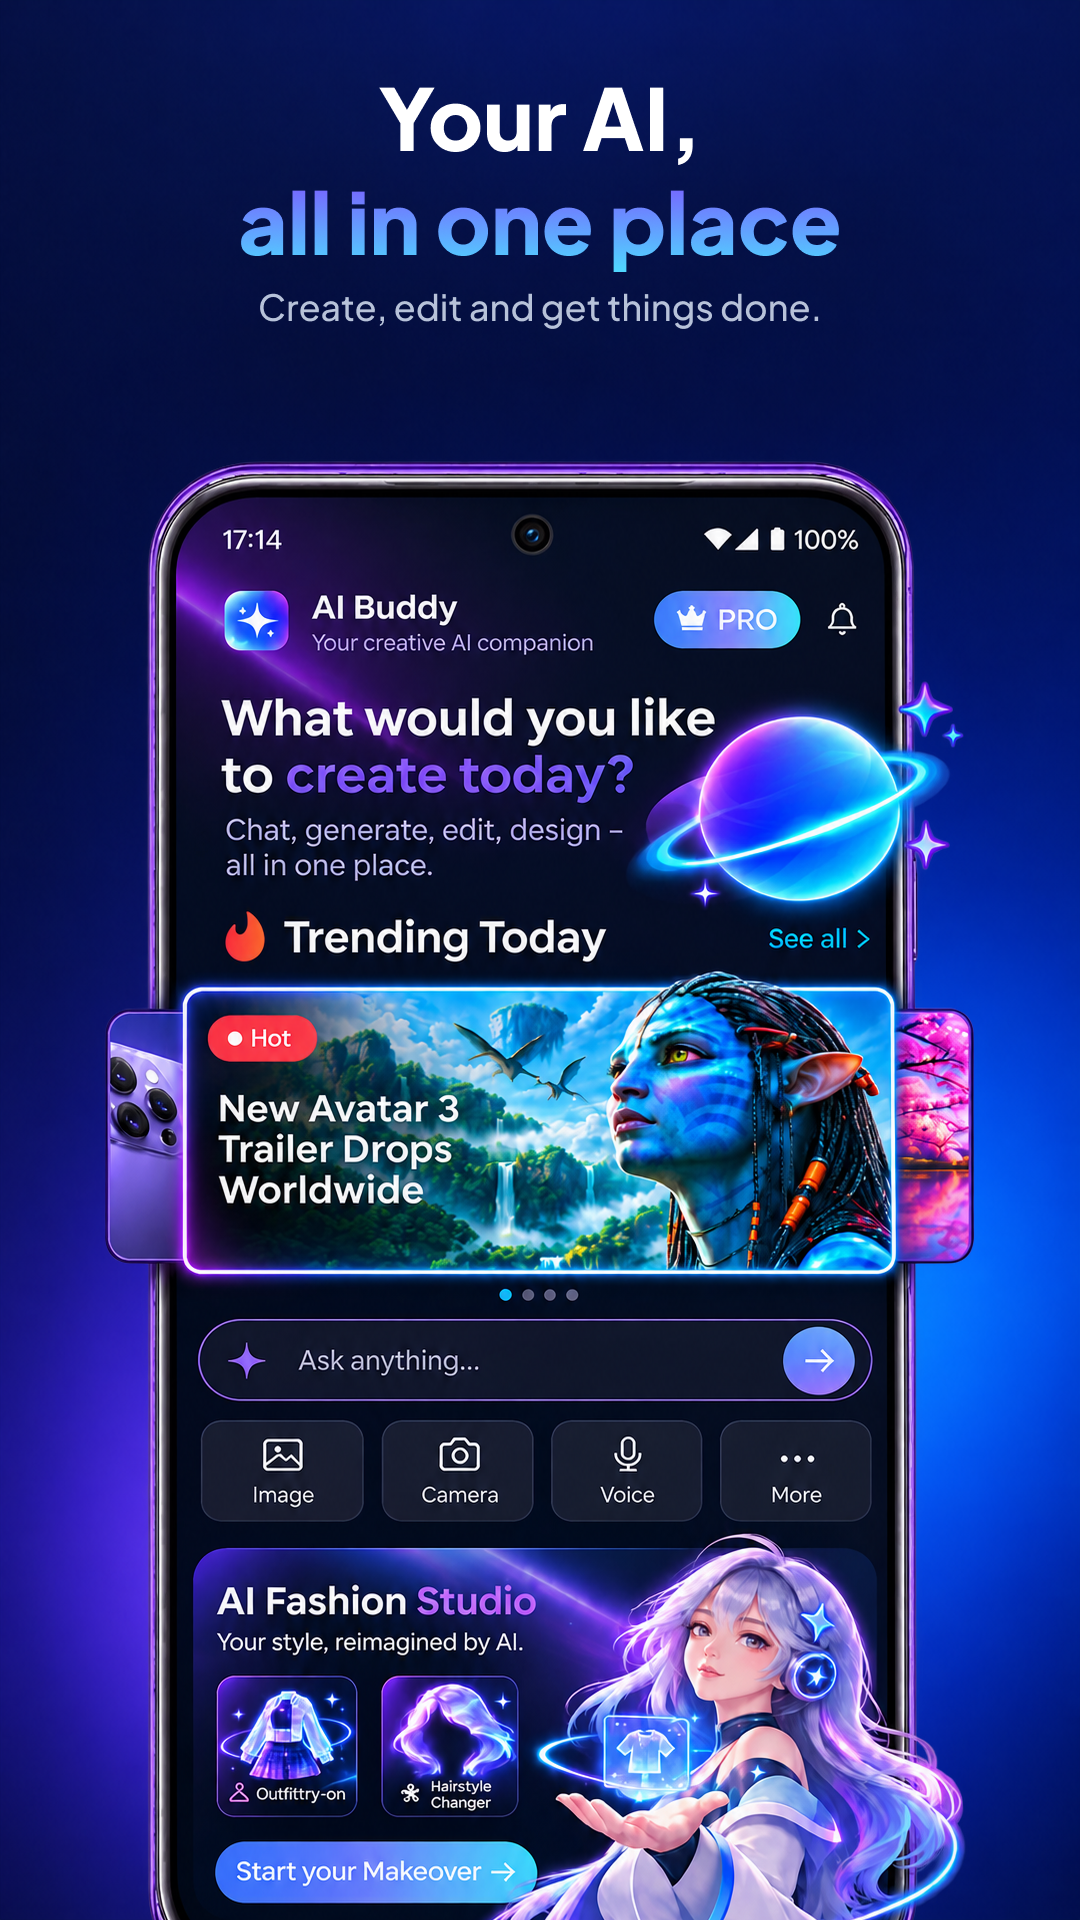 Your AI,
all in one place
Create, edit and get things done.
17:14
100%
AI Buddy
Your creative AI companion
PRO
What would you like
to create today?
Chat, generate, edit, design –
all in one place.
Trending Today
See all >
Hot
New Avatar 3
Trailer Drops
Worldwide
Ask anything...
Image
Camera
Voice
More
AI Fashion Studio
Your style, reimagined by AI.
Outfittry-on
Hairstyle
Changer
Start your Makeover →